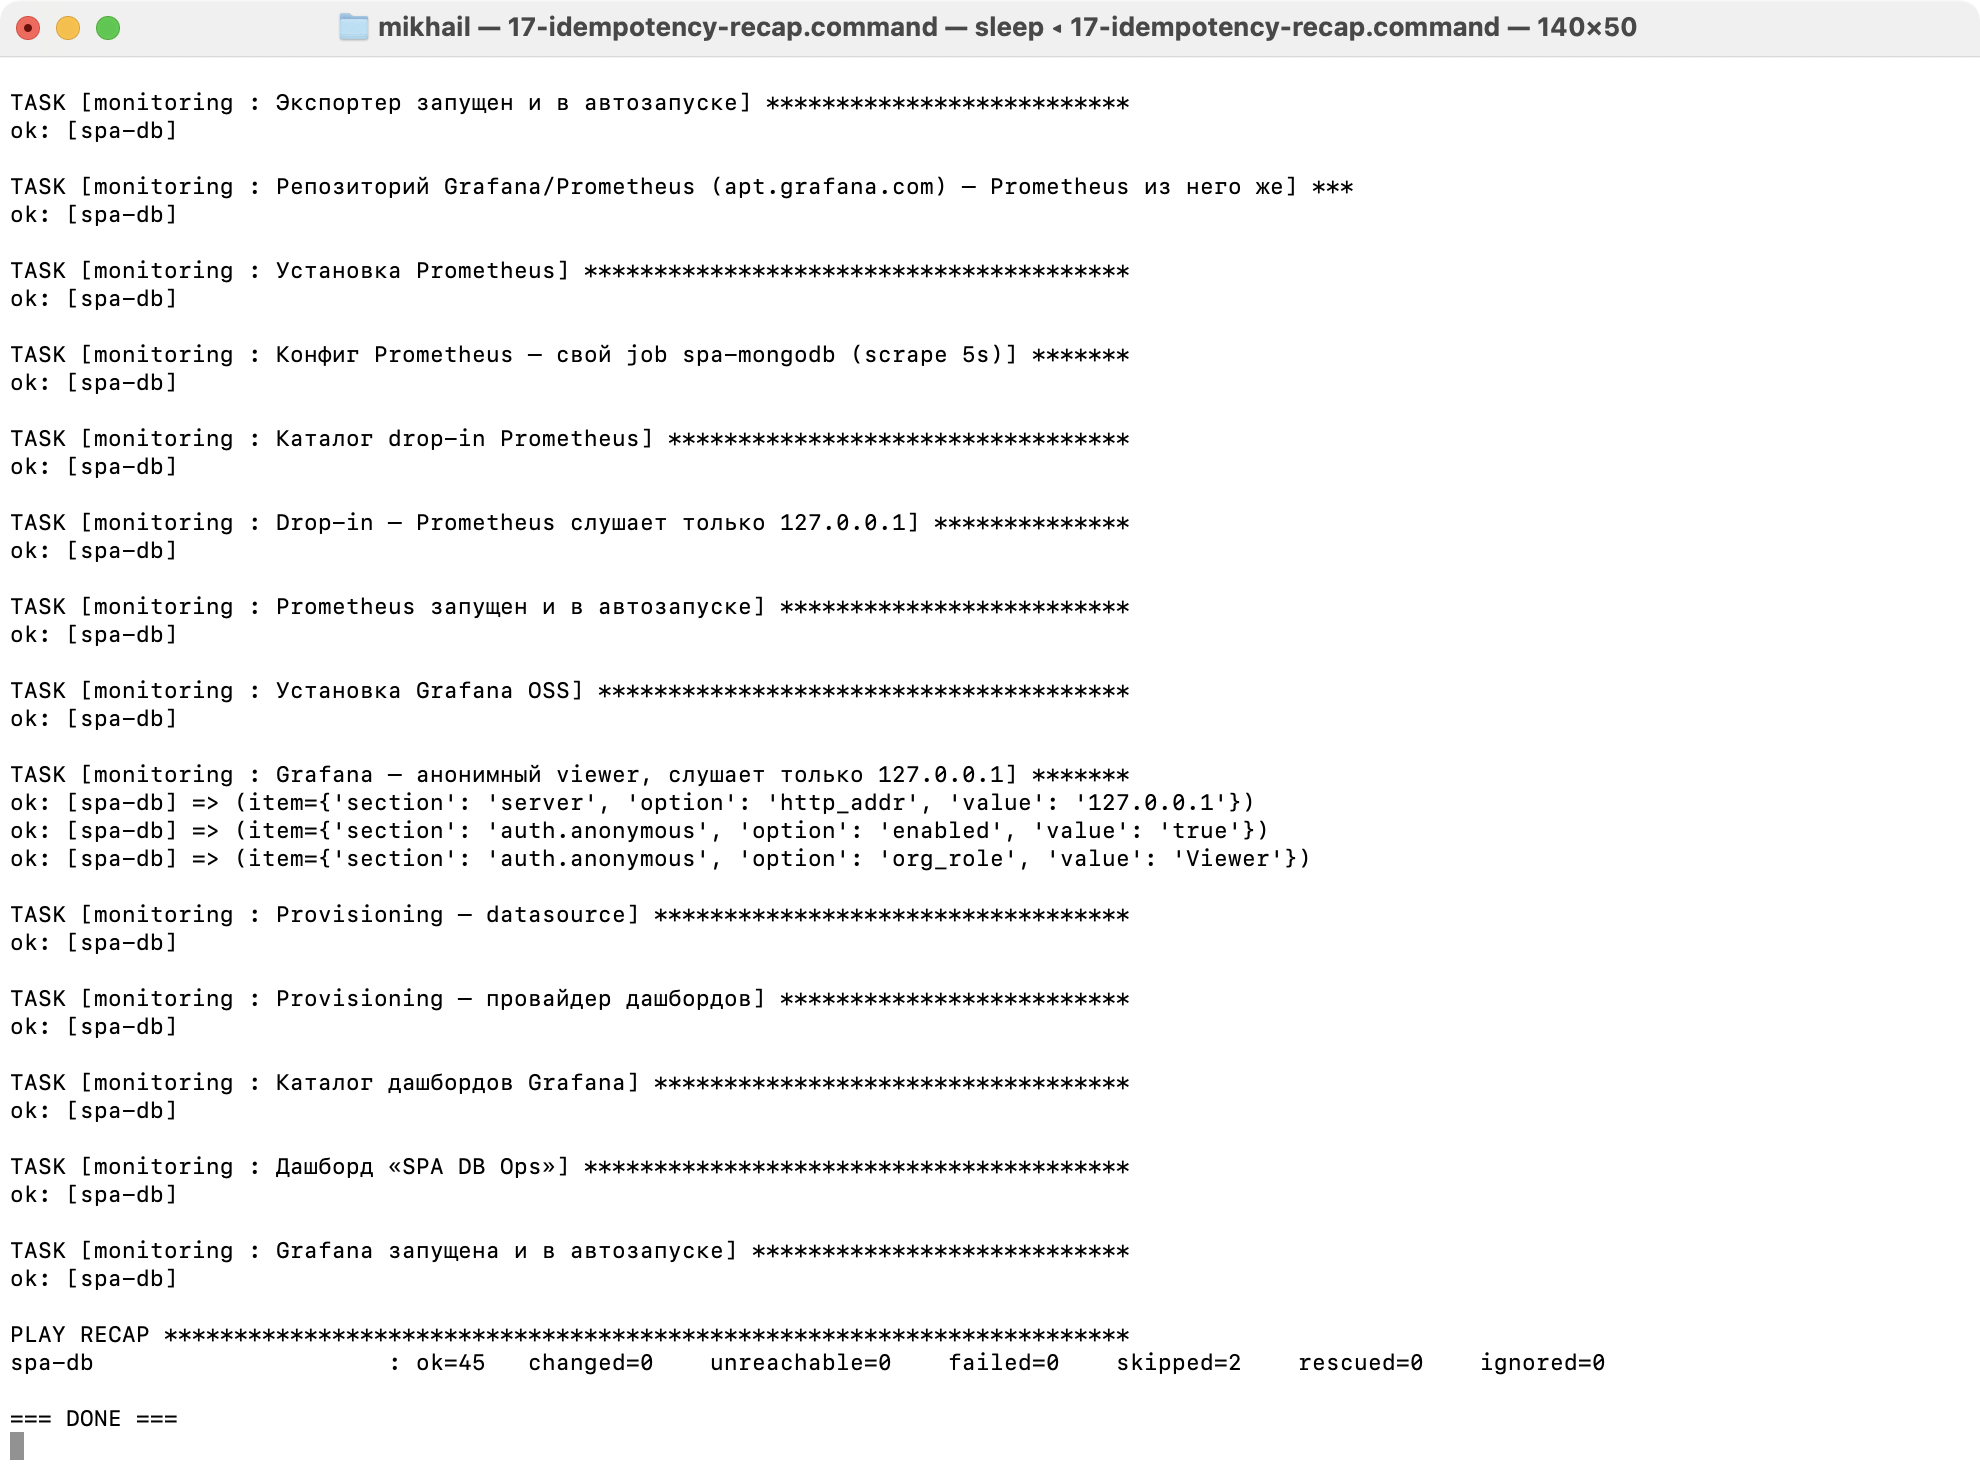 mikhail — 17-idempotency-recap.command — sleep ◂ 17-idempotency-recap.command — 140×50
TASK [monitoring : Экспортер запущен и в автозапуске] **************************
ok: [spa-db]
TASK [monitoring : Репозиторий Grafana/Prometheus (apt.grafana.com) — Prometheus из него же] ***
ok: [spa-db]
TASK [monitoring : Установка Prometheus] ***************************************
ok: [spa-db]
TASK [monitoring : Конфиг Prometheus — свой job spa-mongodb (scrape 5s)] *******
ok: [spa-db]
TASK [monitoring : Каталог drop-in Prometheus] *********************************
ok: [spa-db]
TASK [monitoring : Drop-in — Prometheus слушает только 127.0.0.1] **************
ok: [spa-db]
TASK [monitoring : Prometheus запущен и в автозапуске] *************************
ok: [spa-db]
TASK [monitoring : Установка Grafana OSS] **************************************
ok: [spa-db]
TASK [monitoring : Grafana — анонимный viewer, слушает только 127.0.0.1] *******
ok: [spa-db] => (item={'section': 'server', 'option': 'http_addr', 'value': '127.0.0.1'})
ok: [spa-db] => (item={'section': 'auth.anonymous', 'option': 'enabled', 'value': 'true'})
ok: [spa-db] => (item={'section': 'auth.anonymous', 'option': 'org_role', 'value': 'Viewer'})
TASK [monitoring : Provisioning — datasource] **********************************
ok: [spa-db]
TASK [monitoring : Provisioning — провайдер дашбордов] *************************
ok: [spa-db]
TASK [monitoring : Каталог дашбордов Grafana] **********************************
ok: [spa-db]
TASK [monitoring : Дашборд «SPA DB Ops»] ***************************************
ok: [spa-db]
TASK [monitoring : Grafana запущена и в автозапуске] ***************************
ok: [spa-db]
PLAY RECAP *********************************************************************
spa-db                     : ok=45   changed=0    unreachable=0    failed=0    skipped=2    rescued=0    ignored=0
=== DONE ===